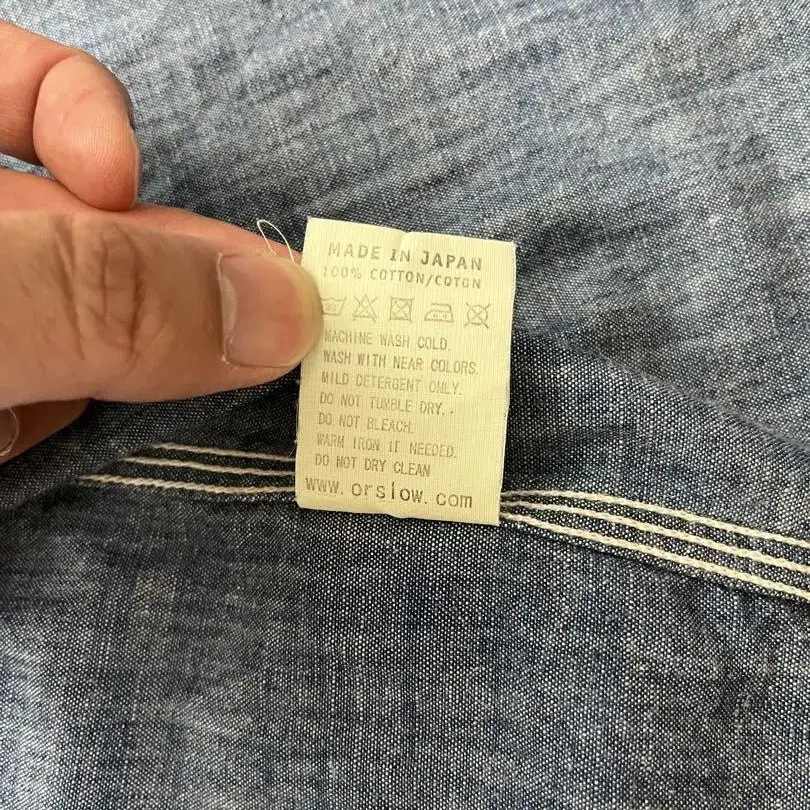 MADE IN JAPAN
100% COTTON/COTON
MACHINE WASH COLD.
WASH WITH NEAR COLORS.
MILD DETERGENT ONLY.
DO NOT TUMBLE DRY.
DO NOT BLEACH.
WARM IRON IF NEEDED.
DO NOT DRY CLEAN
www.orslow.com